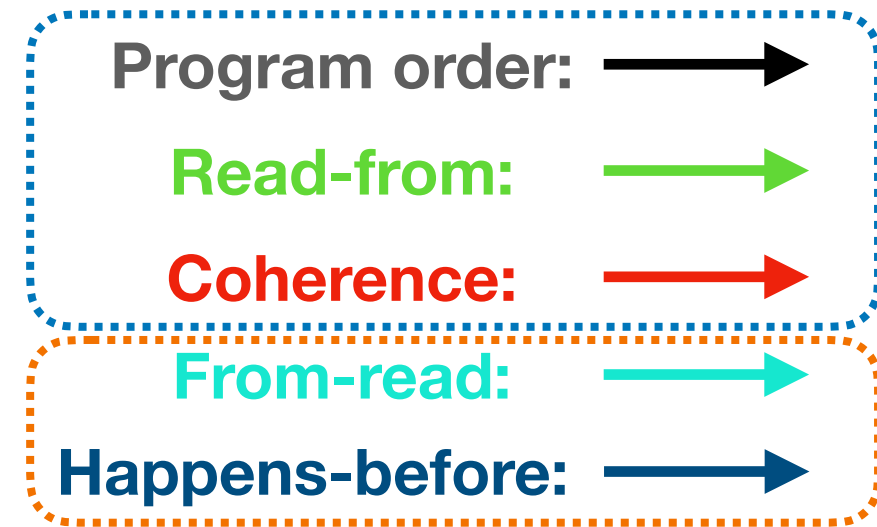 Program order:
Read-from:
Coherence:
From-read:
Happens-before: